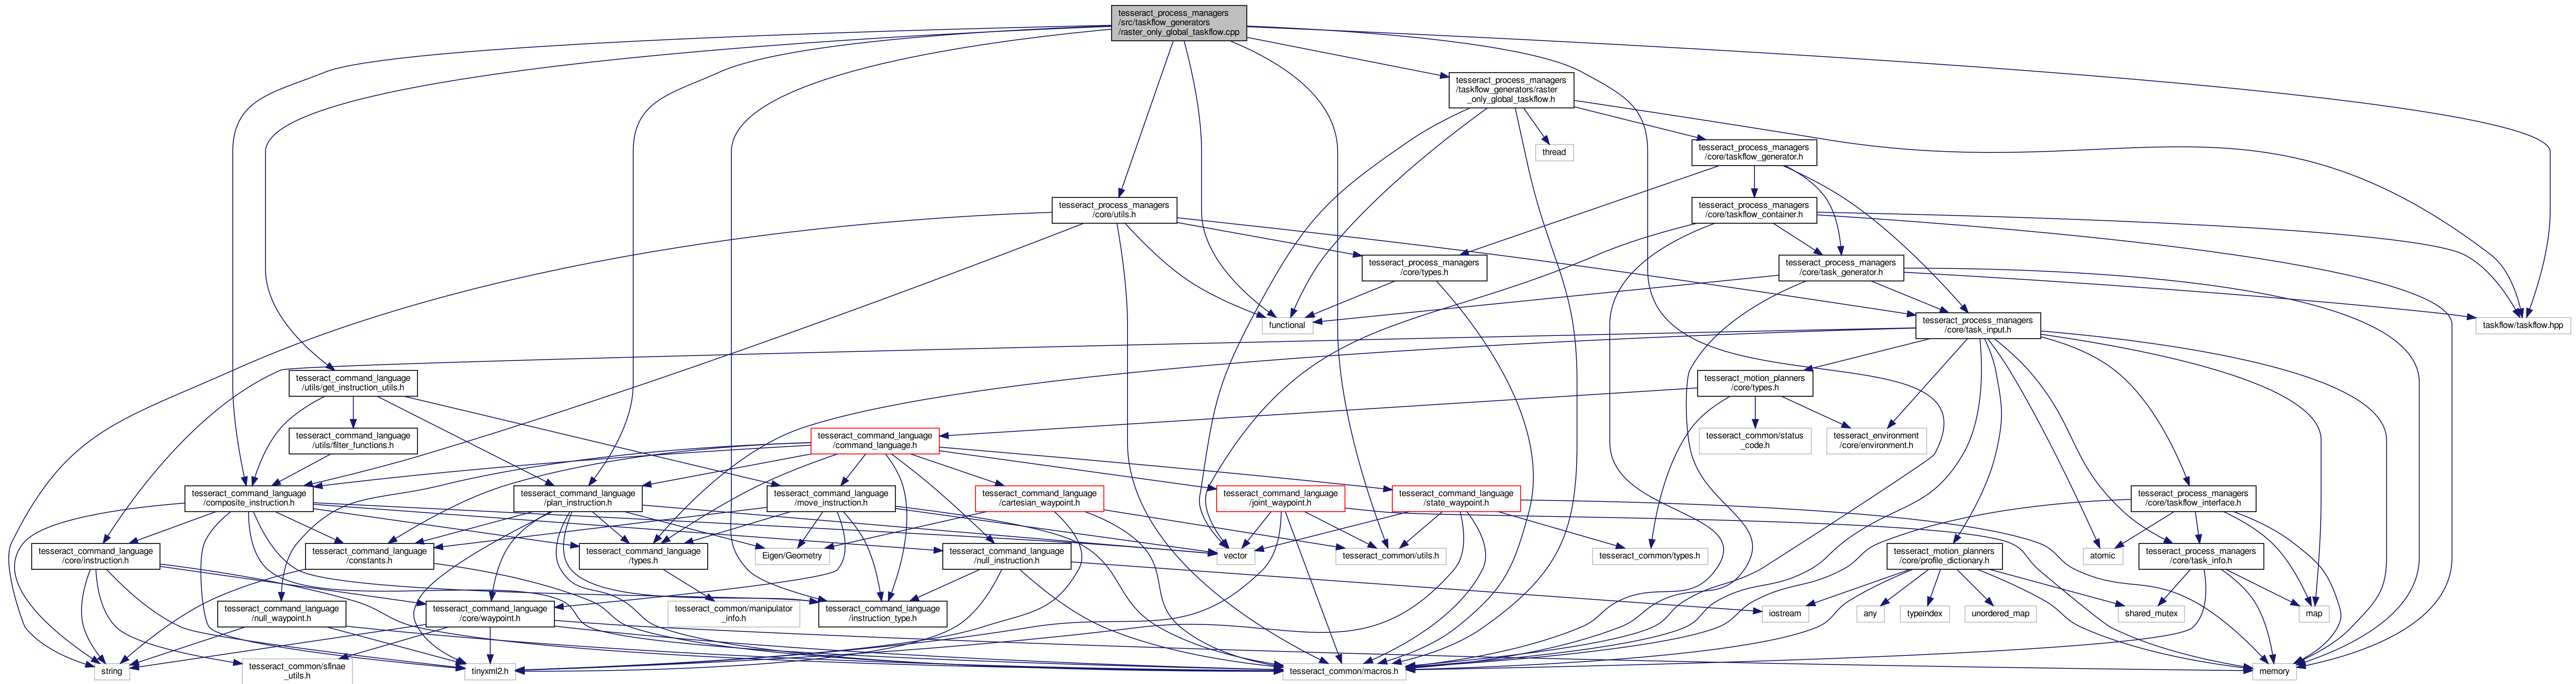 tesseract_process_managers
/src/taskflow_generators
/raster_only_global_taskflow.cpp
tesseract_process_managers
/taskflow_generators/raster
_only_global_taskflow.h
thread
tesseract_process_managers
/core/taskflow_generator.h
tesseract_process_managers
/core/utils.h
tesseract_process_managers
/core/taskflow_container.h
tesseract_process_managers
/core/types.h
tesseract_process_managers
/core/task_generator.h
functional
tesseract_process_managers
/core/task_input.h
taskflow/taskflow.hpp
tesseract_command_language
/utils/get_instruction_utils.h
tesseract_motion_planners
/core/types.h
tesseract_command_language
/utils/filter_functions.h
tesseract_command_language
/command_language.h
tesseract_common/status
_code.h
tesseract_environment
/core/environment.h
tesseract_command_language
/composite_instruction.h
tesseract_command_language
/plan_instruction.h
tesseract_command_language
/move_instruction.h
tesseract_command_language
/cartesian_waypoint.h
tesseract_command_language
/joint_waypoint.h
tesseract_command_language
/state_waypoint.h
tesseract_process_managers
/core/taskflow_interface.h
tesseract_command_language
/core/instruction.h
tesseract_command_language
/constants.h
tesseract_command_language
/types.h
Eigen/Geometry
tesseract_command_language
/null_instruction.h
vector
tesseract_common/utils.h
tesseract_common/types.h
tesseract_motion_planners
/core/profile_dictionary.h
atomic
tesseract_process_managers
/core/task_info.h
tesseract_command_language
/null_waypoint.h
tesseract_command_language
/core/waypoint.h
tesseract_common/manipulator
_info.h
tesseract_command_language
/instruction_type.h
iostream
any
typeindex
unordered_map
shared_mutex
map
string
tesseract_common/sfinae
_utils.h
tinyxml2.h
tesseract_common/macros.h
memory